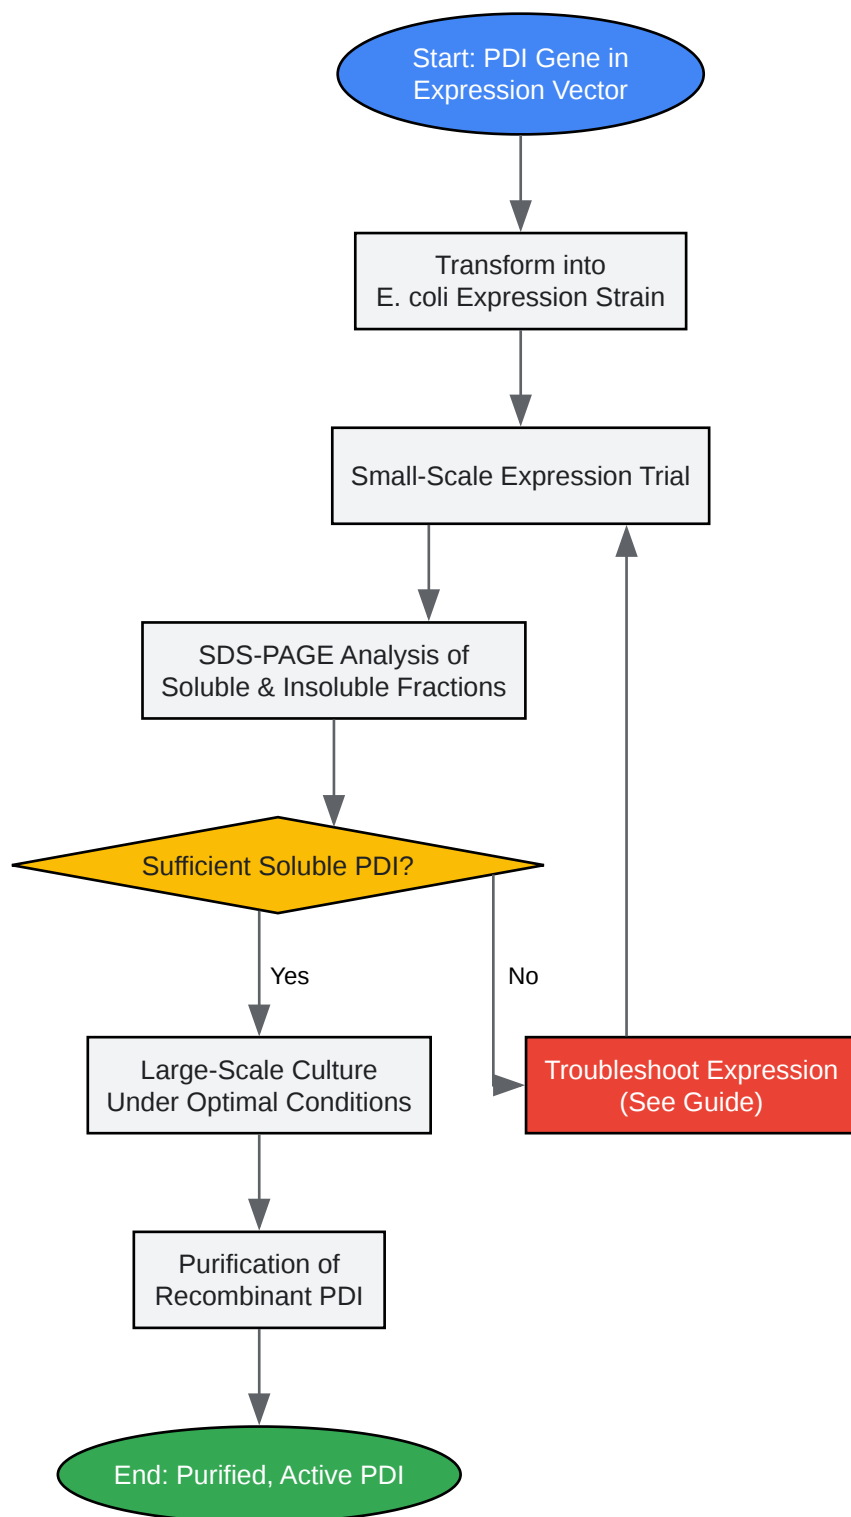 Start: PDI Gene in
Expression Vector
Transform into
E. coli Expression Strain
Small-Scale Expression Trial
SDS-PAGE Analysis of
Soluble & Insoluble Fractions
Sufficient Soluble PDI?
Yes
No
Large-Scale Culture
Under Optimal Conditions
Troubleshoot Expression
(See Guide)
Purification of
Recombinant PDI
End: Purified, Active PDI